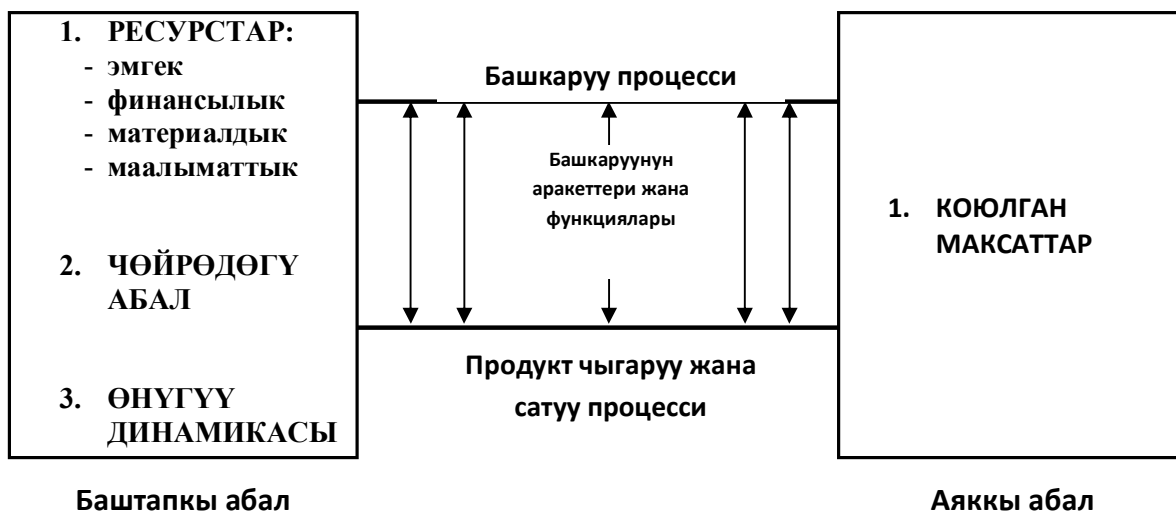 1. РЕСУРСТАР:
- эмгек
- финансылык
- материалдык
- маалыматтык
2. ЧӨЙРӨДӨГҮ
АБАЛ
3. ӨНҮГҮҮ
ДИНАМИКАСЫ
Баштапкы абал
Башкаруу процесси
Башкаруунун
аракеттери жана
функциялары
Продукт чыгаруу жана
сатуу процесси
1. КОЮЛГАН
МАКСАТТАР
Аяккы абал